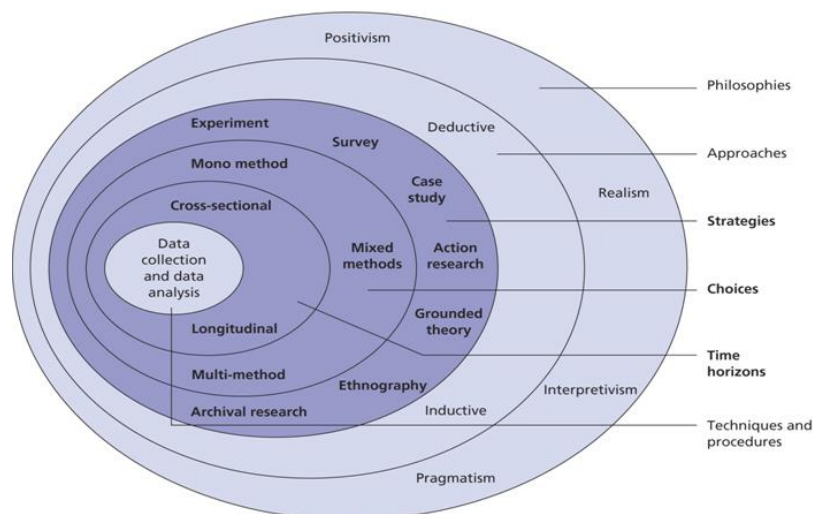 Positivism
Philosophies
Experiment
Survey
Deductive
Approaches
Mono method
Case
study
Realism
Cross-sectional
Strategies
Data
collection
and data
analysis
Mixed
methods
Action
research
Choices
Longitudinal
Grounded
theory
Time
horizons
Multi-method
Ethnography
Interpretivism
Archival research
Inductive
Techniques and
procedures
Pragmatism